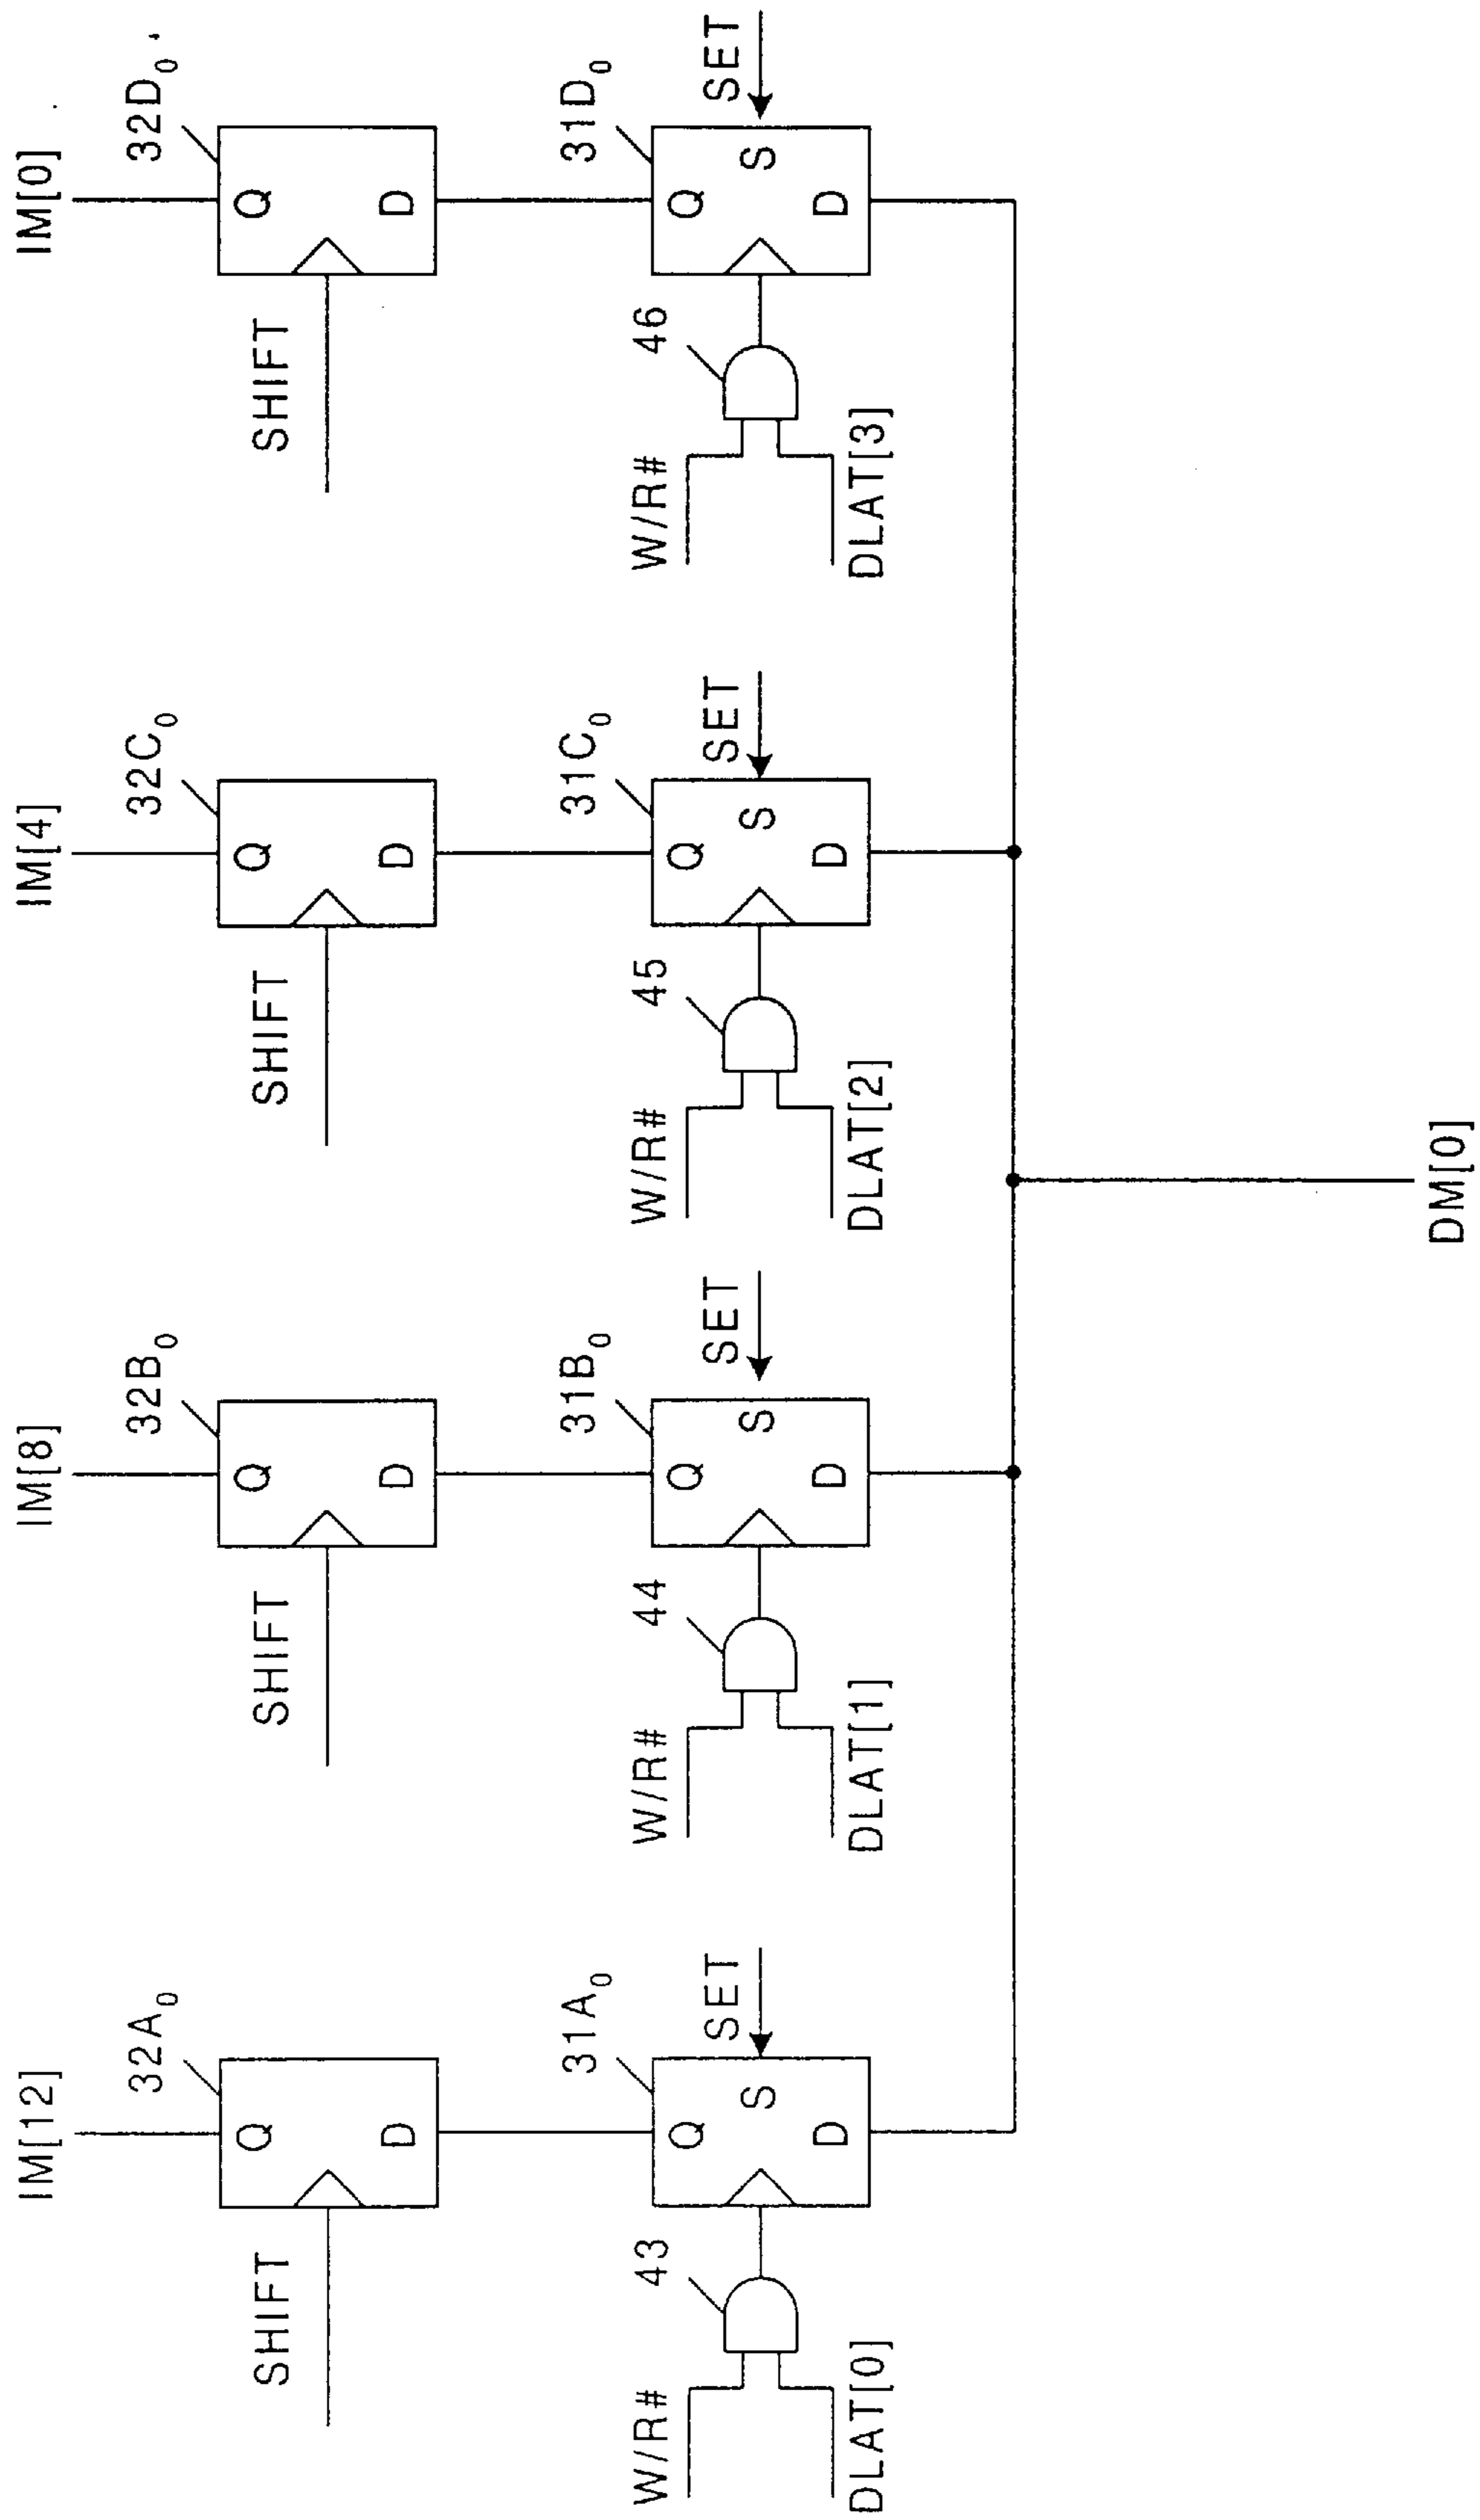 IM[12]
IM[8]
IM[4]
IM[0]
32A₀
32B₀
32C₀
32D₀
Q
Q
Q
Q
SHIFT
SHIFT
SHIFT
SHIFT
D
D
D
D
31A₀
31B₀
31C₀
31D₀
W/R#
43
W/R#
44
W/R#
45
W/R#
46
Q
Q
Q
Q
SET
SET
SET
SET
S
S
S
S
D
D
D
D
DLAT[0]
DLAT[1]
DLAT[2]
DLAT[3]
DM[0]